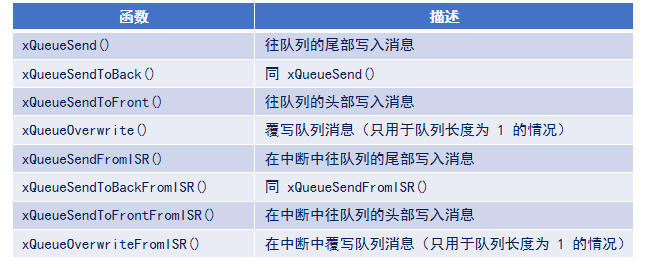 函数 描述
xQueueSend() 往队列的尾部写入消息
xQueueSendToBack() 同 xQueueSend()
xQueueSendToFront() 往队列的头部写入消息
xQueueOverwrite() 覆写队列消息（只用于队列长度为 1 的情况）
xQueueSendFromISR() 在中断中往队列的尾部写入消息
xQueueSendToBackFromISR() 同 xQueueSendFromISR()
xQueueSendToFrontFromISR() 在中断中往队列的头部写入消息
xQueueOverwriteFromISR() 在中断中覆写队列消息（只用于队列长度为 1 的情况）